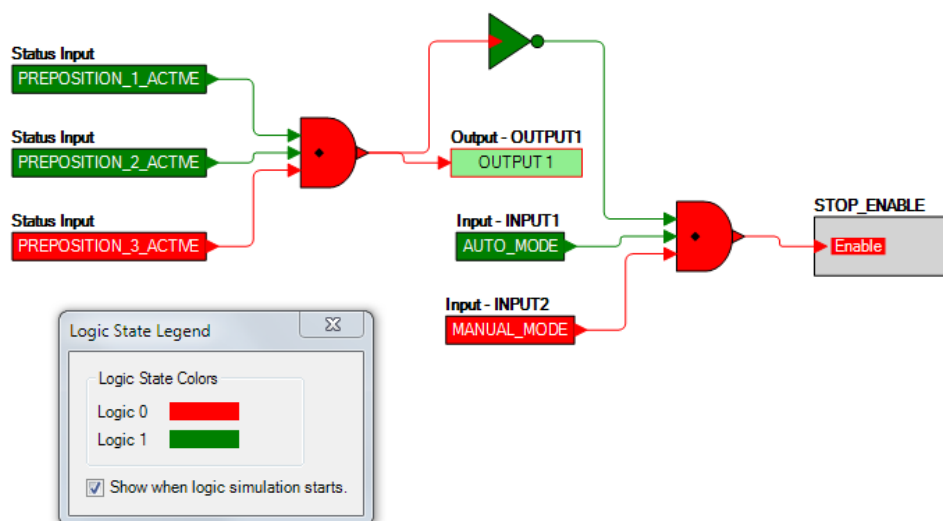 Status Input
PREPOSITION_1_ACTIVE
Status Input
PREPOSITION_2_ACTIVE
Status Input
PREPOSITION_3_ACTIVE
Output - OUTPUT1
OUTPUT 1
Input - INPUT1
AUTO_MODE
Input - INPUT2
MANUAL_MODE
STOP_ENABLE
Enable
Logic State Legend
Logic State Colors
Logic 0
Logic 1
Show when logic simulation starts.